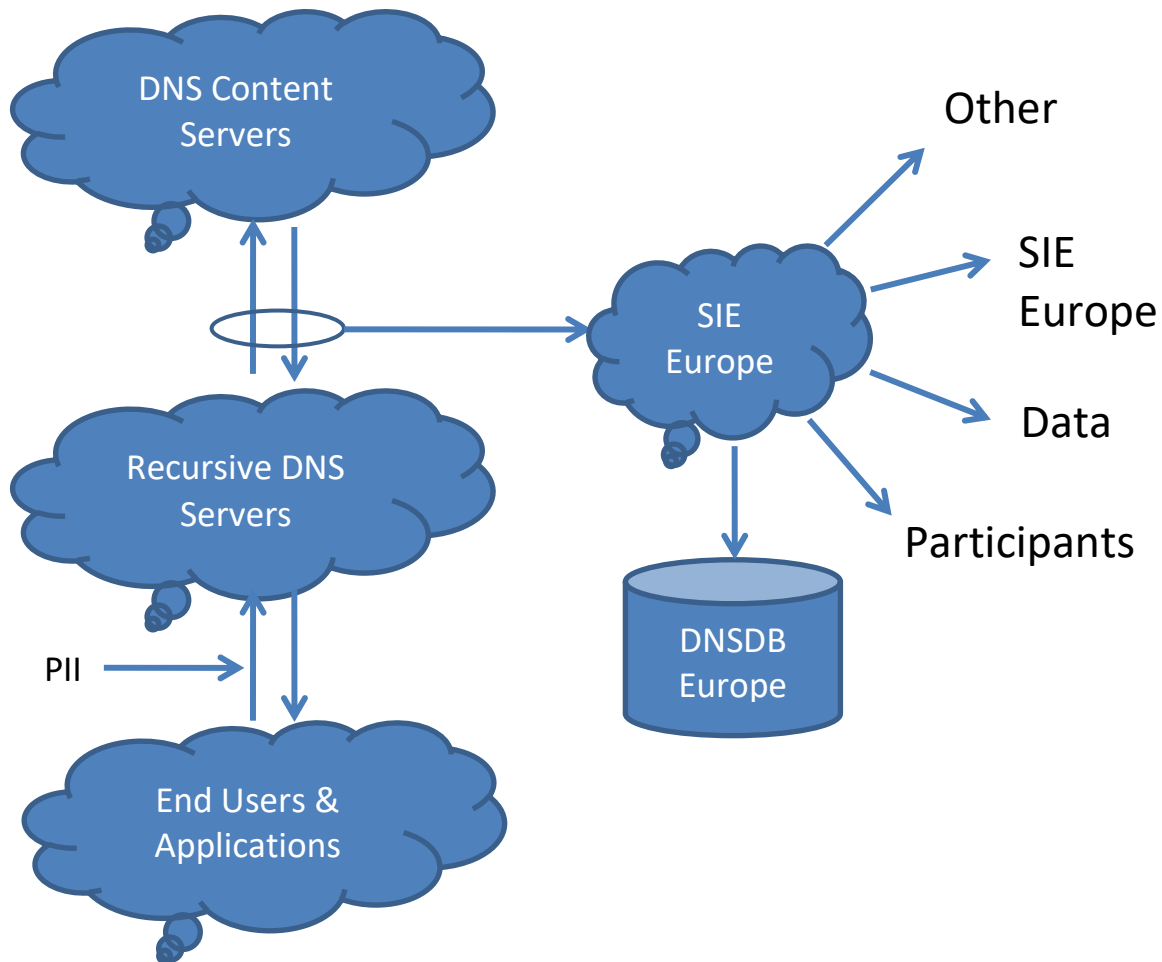 DNS Content
Servers
Other
SIE
Europe
SIE
Europe
Data
Recursive DNS
Servers
Participants
PII
DNSDB
Europe
End Users &
Applications